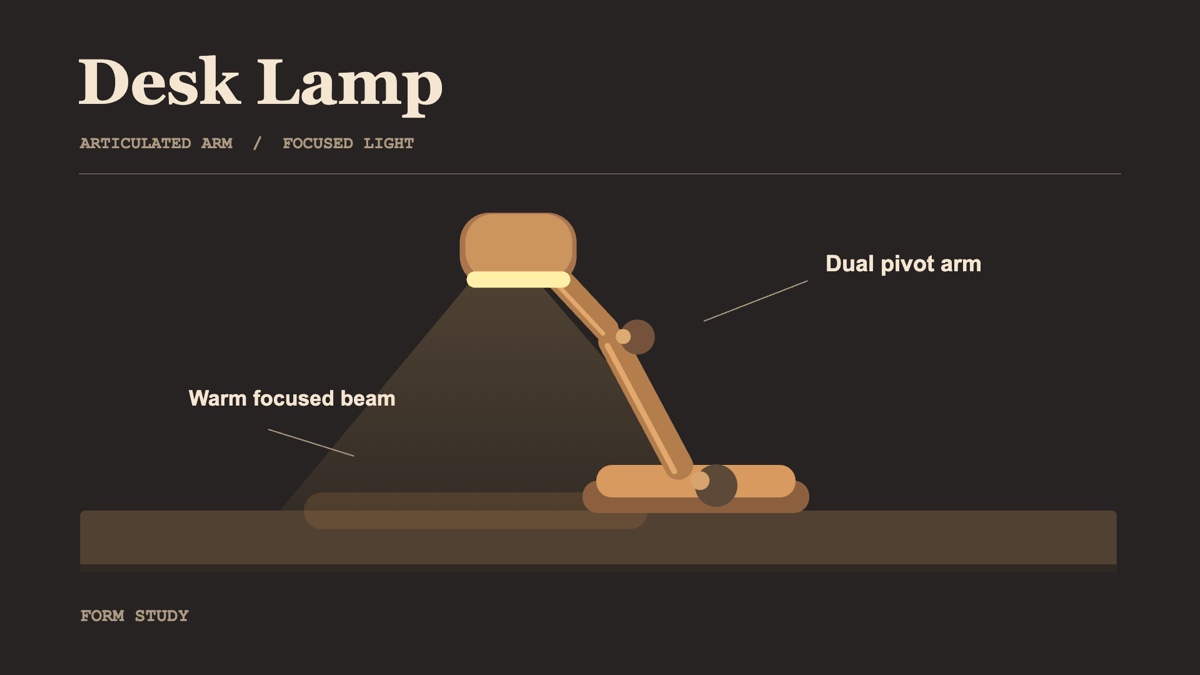 Desk Lamp
ARTICULATED ARM / FOCUSED LIGHT
Dual pivot arm
Warm focused beam
FORM STUDY